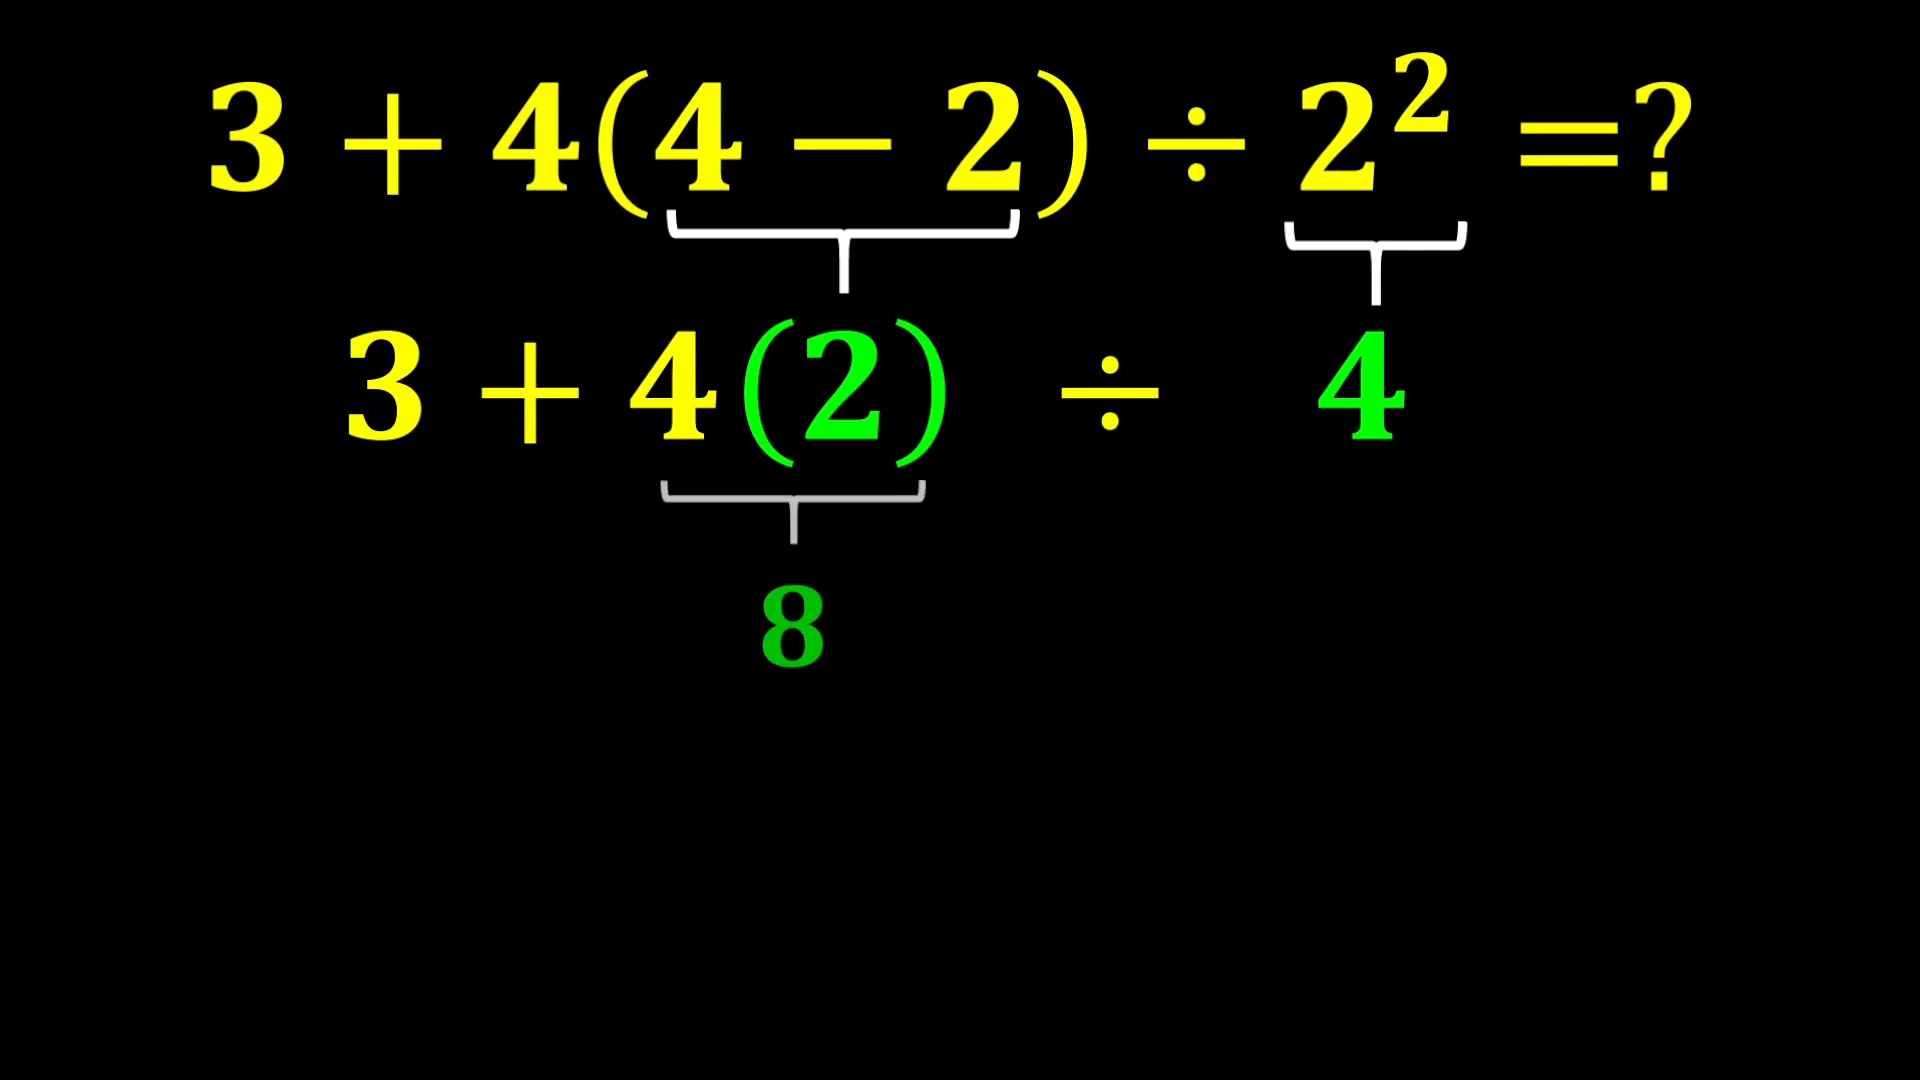 3 + 4(4 − 2) ÷ 2² =?
3 + 4(2) ÷ 4
8